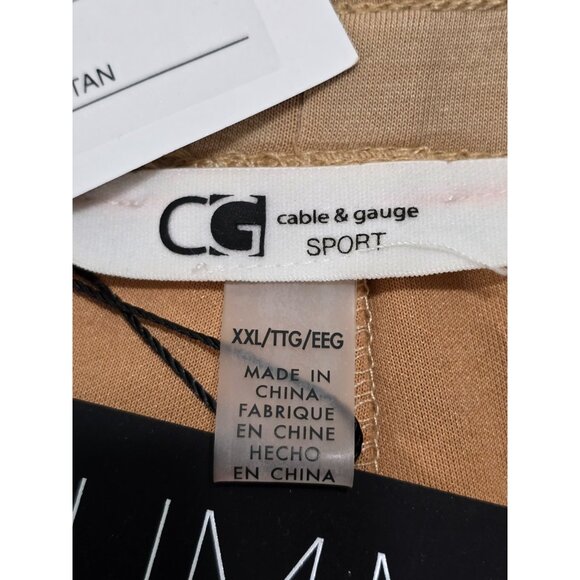 TAN
CG cable & gauge
SPORT
XXL/TTG/EEG
MADE IN
CHINA
FABRIQUE
EN CHINE
HECHO
EN CHINA